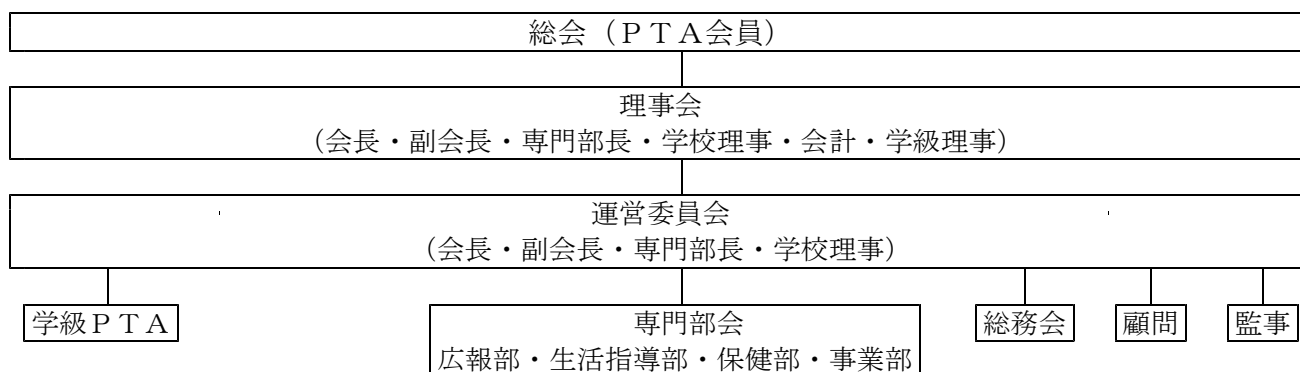 総会（ＰＴＡ会員）
理事会
（会長・副会長・専門部長・学校理事・会計・学級理事）
運営委員会
（会長・副会長・専門部長・学校理事）
学級ＰＴＡ
専門部会
広報部・生活指導部・保健部・事業部
総務会
顧問
監事